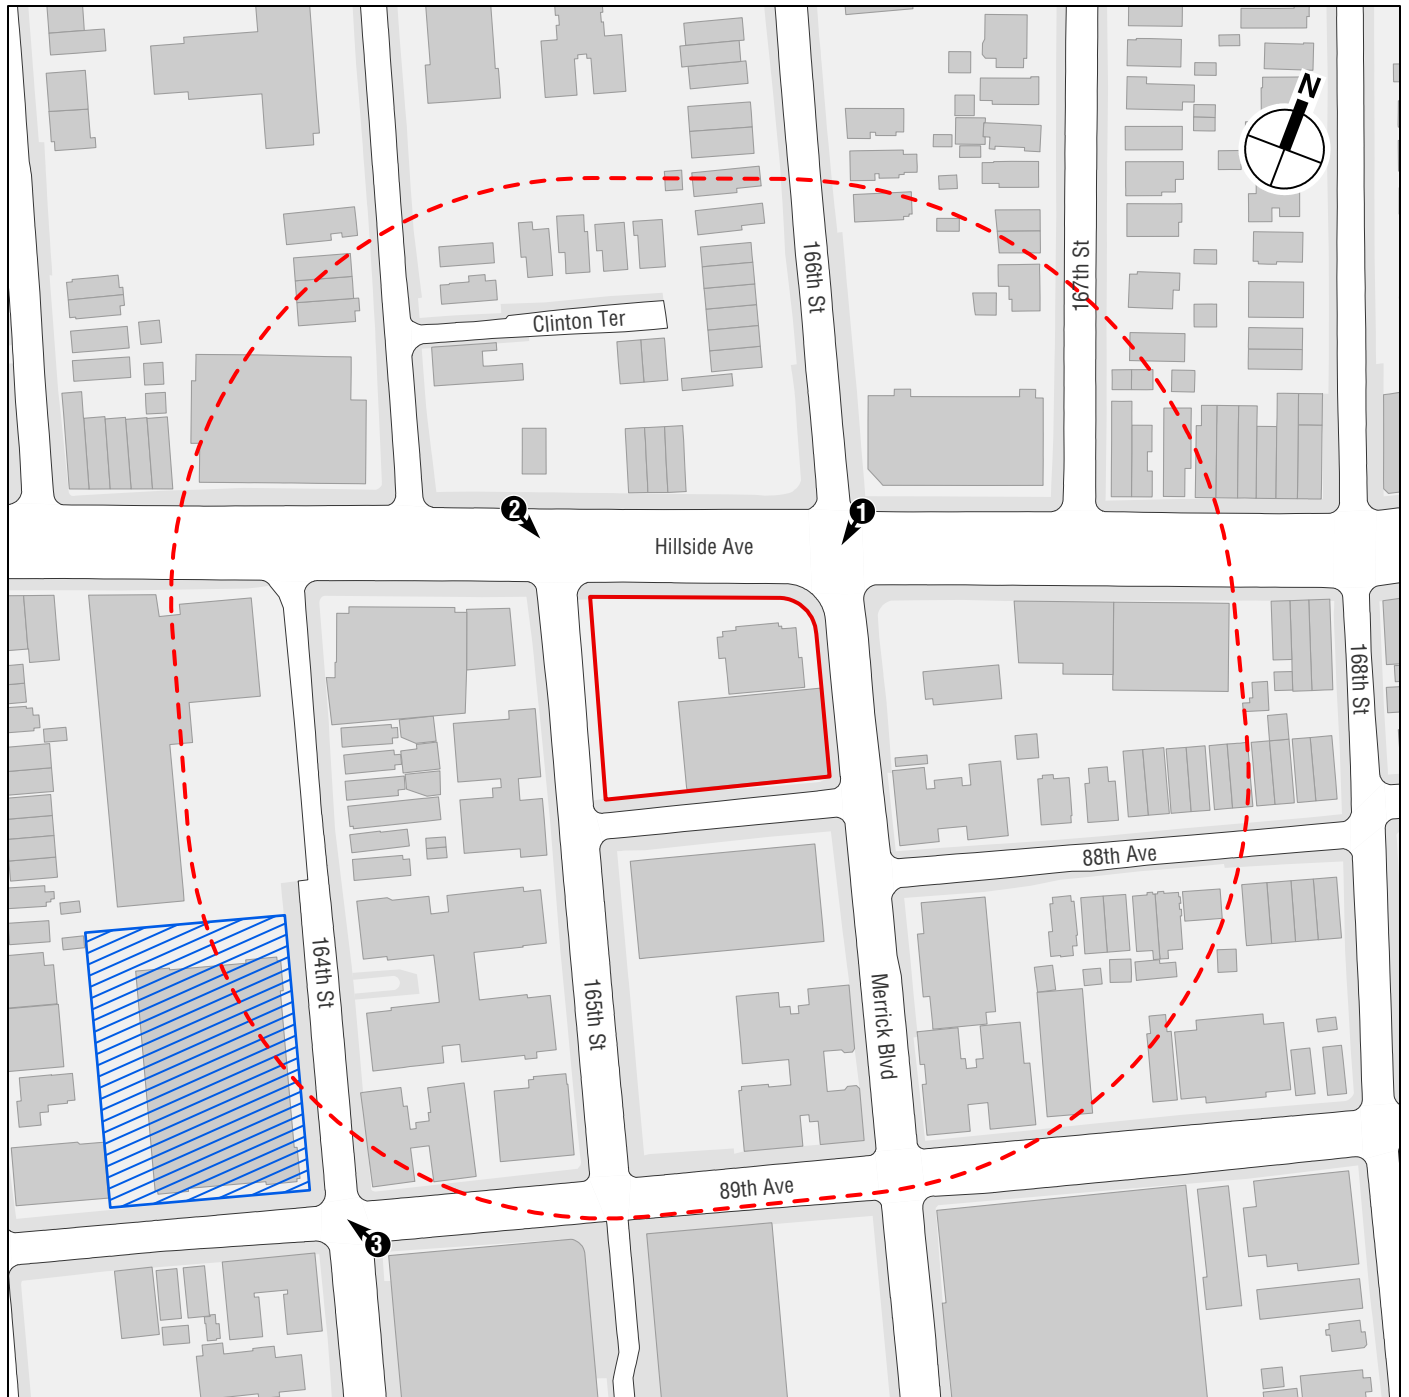 N
166th St
167th St
Clinton Ter
2
1
Hillside Ave
168th St
88th Ave
164th St
165th St
Merrick Blvd
89th Ave
3